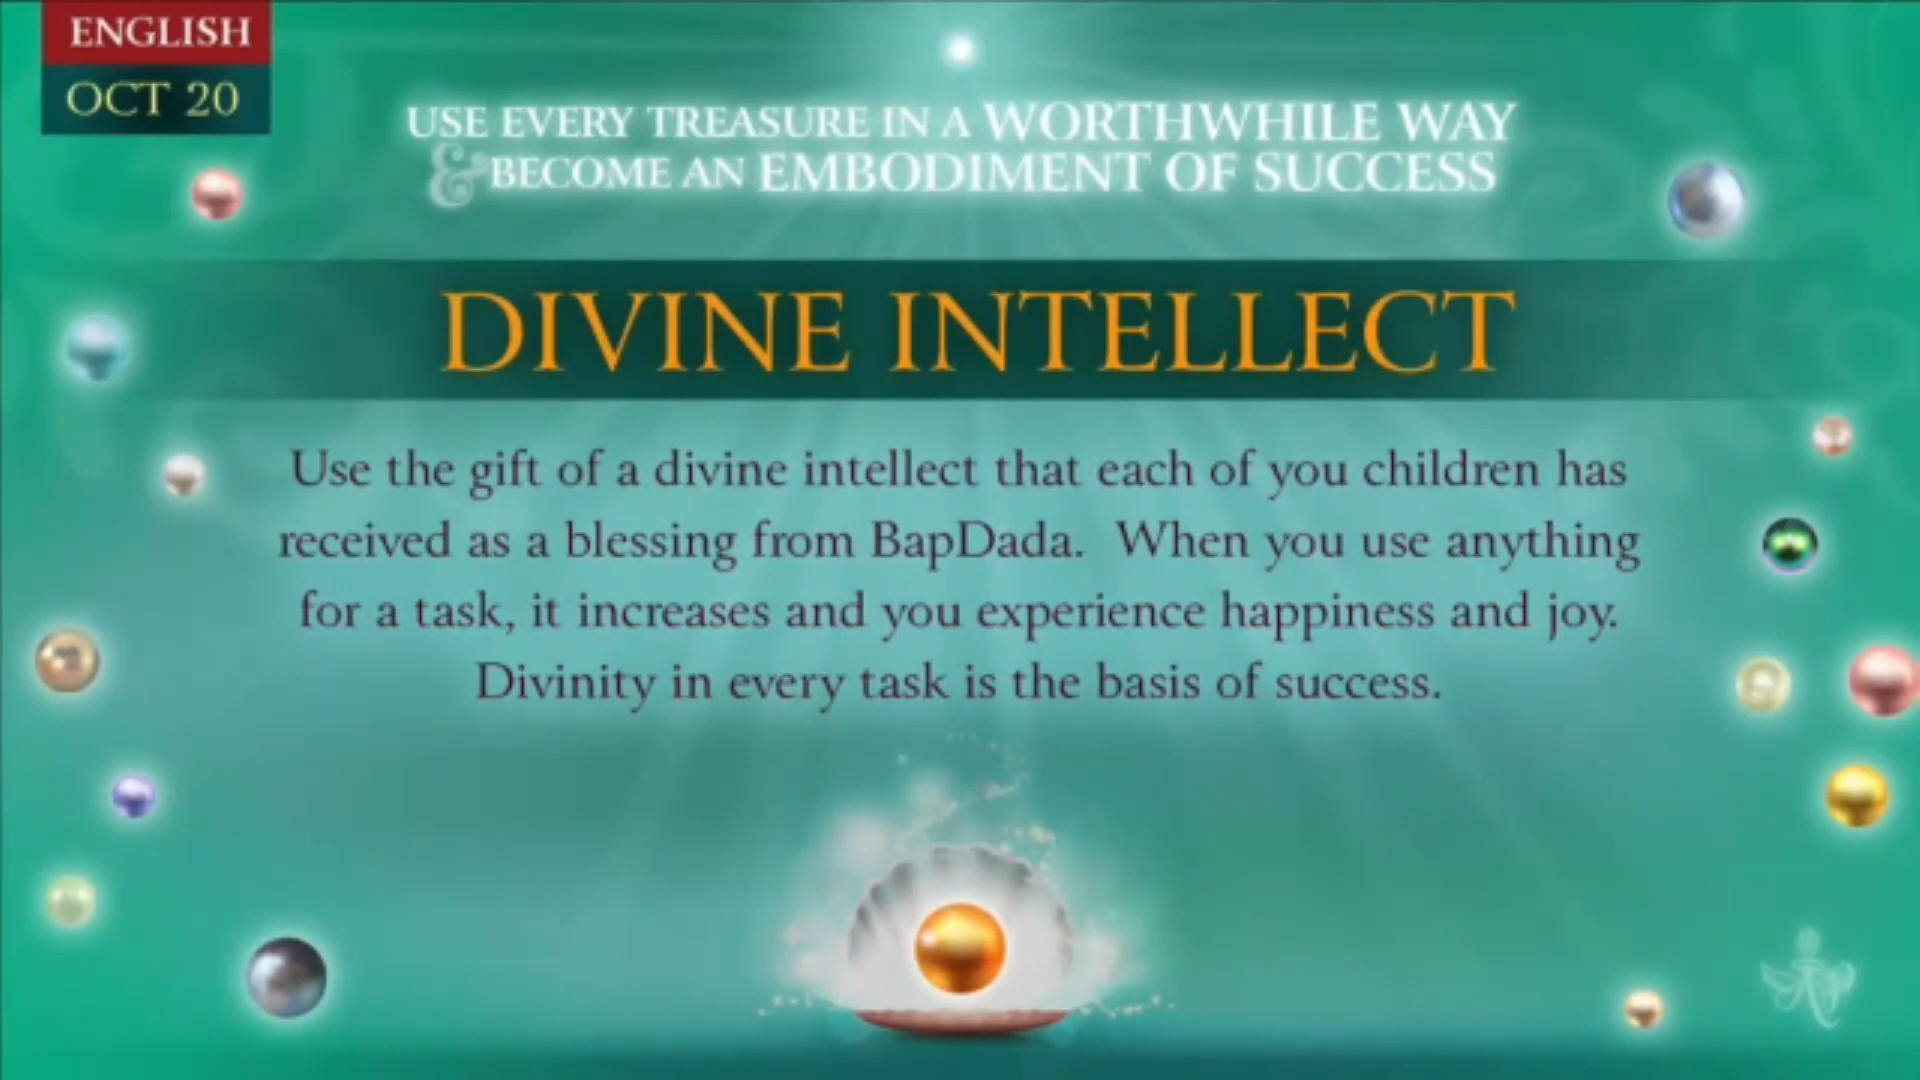 ENGLISH
OCT 20
USE EVERY TREASURE IN A WORTHWHILE WAY
& BECOME AN EMBODIMENT OF SUCCESS
DIVINE INTELLECT
Use the gift of a divine intellect that each of you children has
received as a blessing from BapDada. When you use anything
for a task, it increases and you experience happiness and joy.
Divinity in every task is the basis of success.